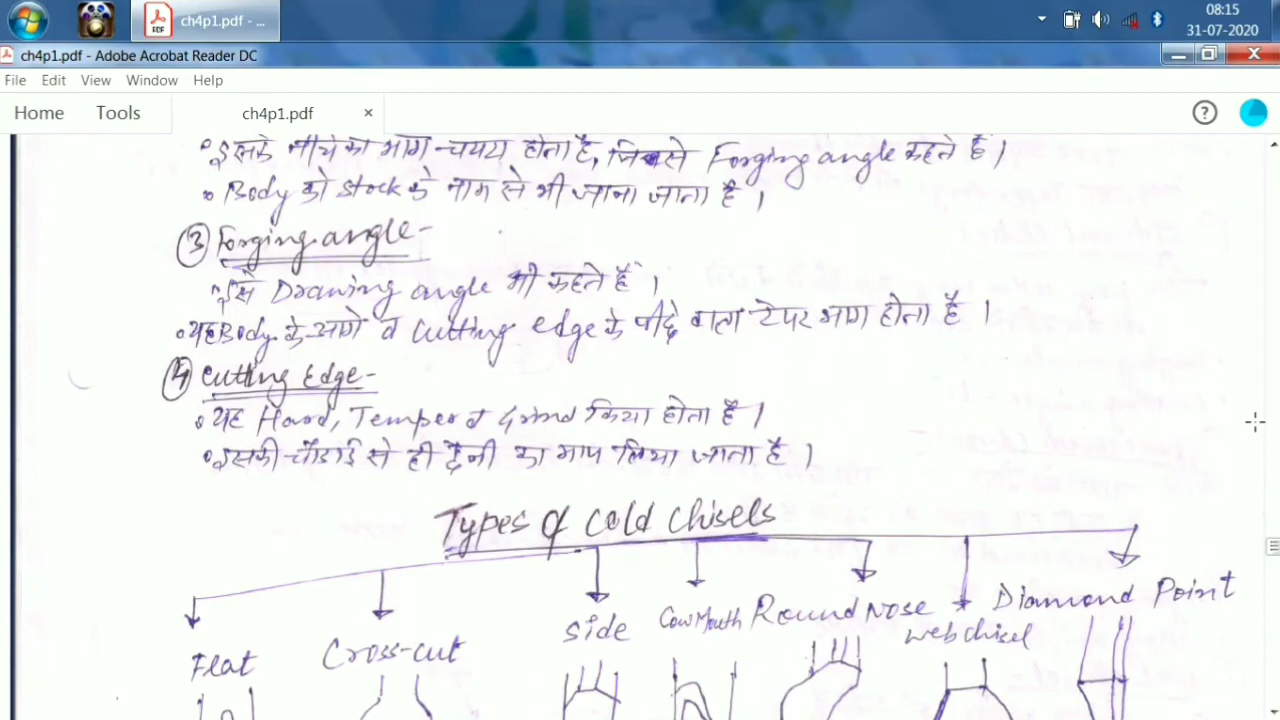 08:15
31-07-2020
ch4p1.pdf - ...
PDF
ch4p1.pdf - Adobe Acrobat Reader DC
File Edit View Window Help
Home Tools ch4p1.pdf × ?
• इसके नीचे का भाग चपटा होता है, जिसे Forging angle कहते हैं।
• Body को stock के नाम से भी जाना जाता है।
③ Forging angle-
• इसे Drawing angle भी कहते हैं।
• यह Body के आगे व cutting edge के पीछे वाला टेपर भाग होता है।
④ Cutting Edge-
• यह Hard, Temper व Grind किया होता है।
• इसकी चौडाई से ही छैनी का माप लिया जाता है।
Types of cold chisels
Flat Cross-cut side Cow Mouth Round Nose web chisel Diamond Point